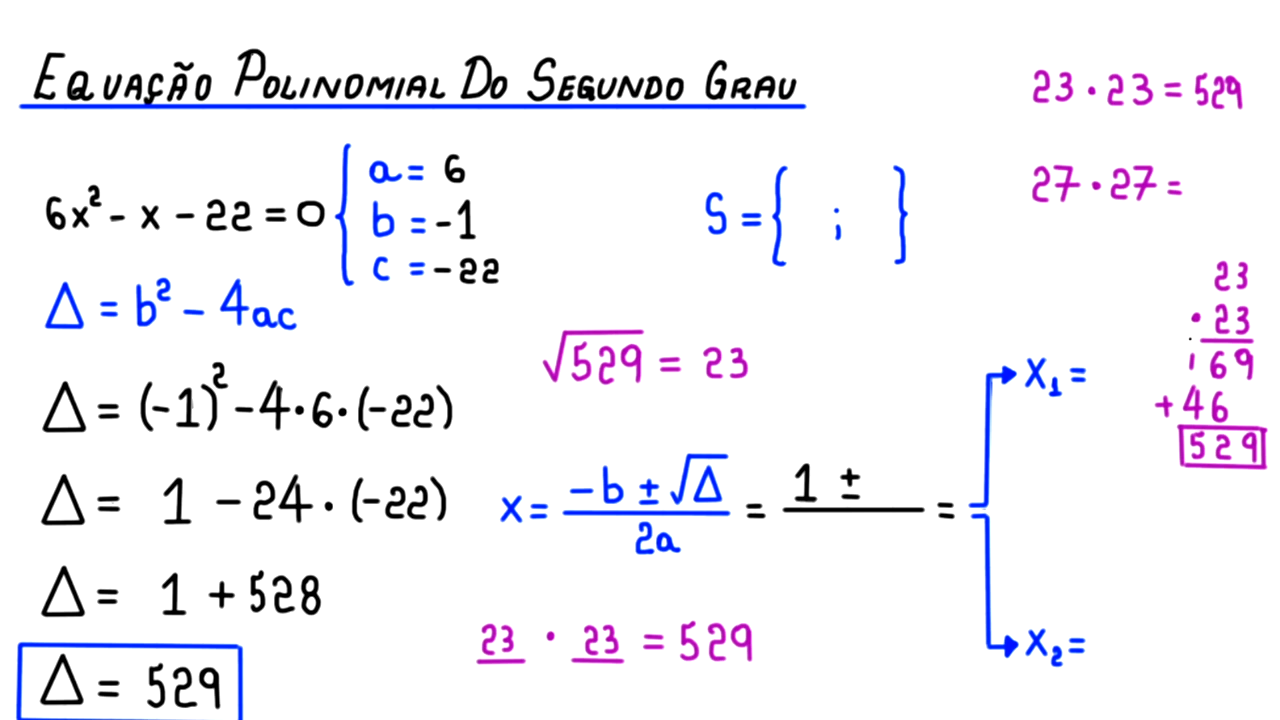 EQUAÇÃO POLINOMIAL DO SEGUNDO GRAU
6x² - x - 22 = 0
a = 6
b = -1
c = -22
Δ = b² - 4ac
Δ = (-1)² - 4·6·(-22)
Δ = 1 - 24·(-22)
Δ = 1 + 528
Δ = 529
S = { ; }
√529 = 23
x = -b ± √Δ / 2a = 1 ± =
x₁ =
x₂ =
23 · 23 = 529
23 · 23 = 529
27 · 27 =
23
· 23
1 69
+ 46
529